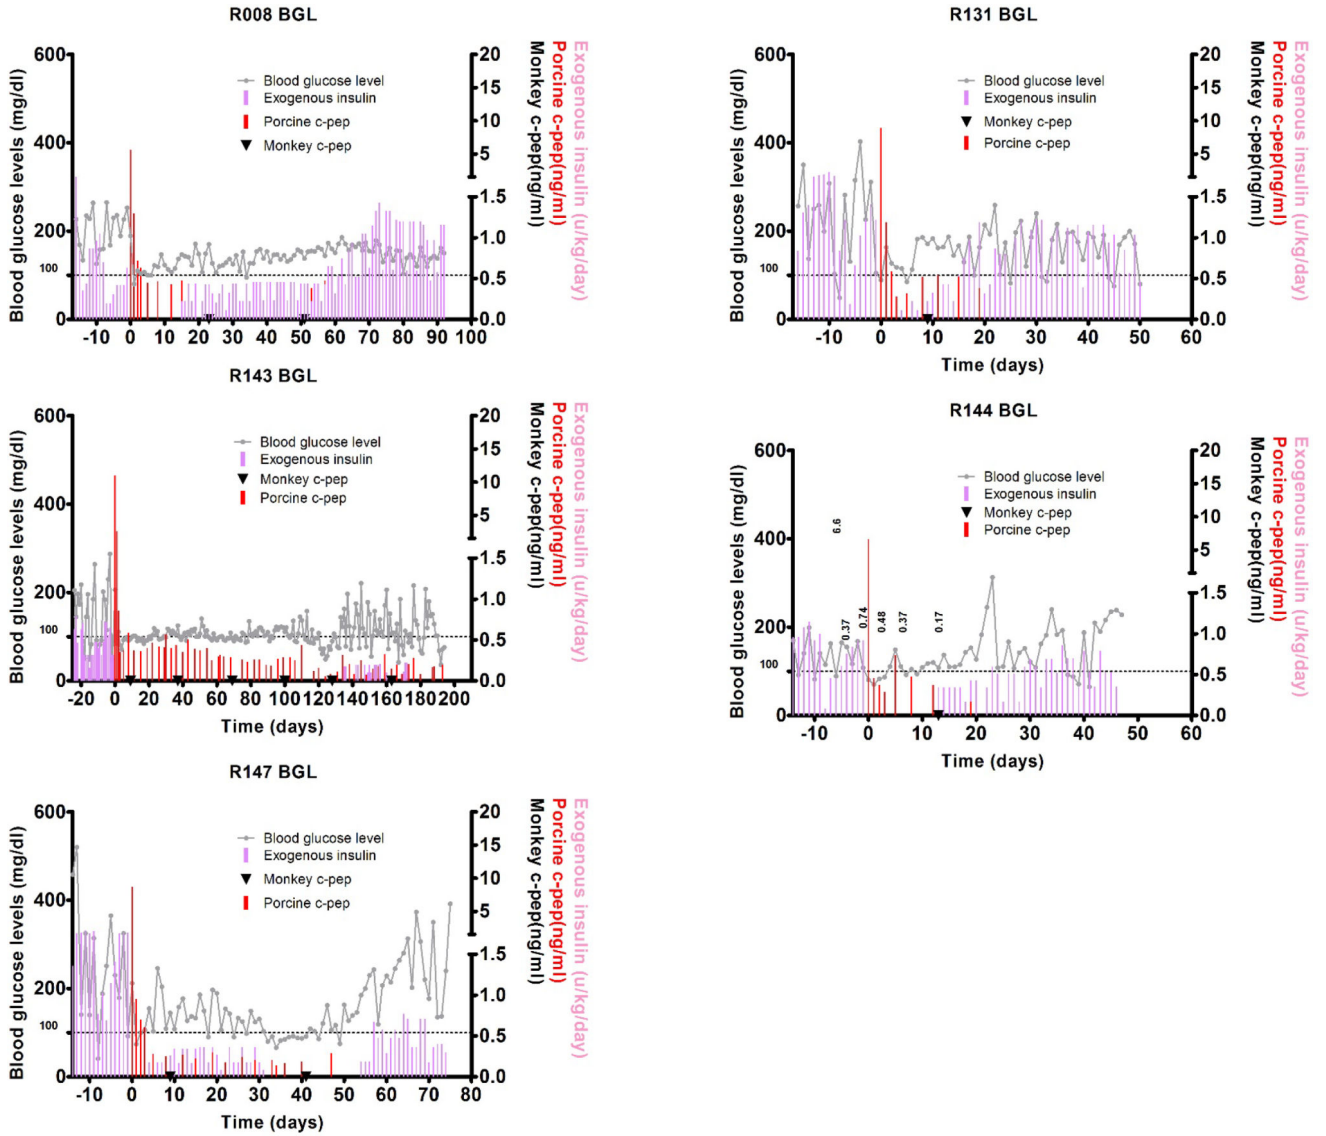 R008 BGL
Blood glucose levels (mg/dl)
600
400
200
100
0
20
15
10
5
1.5
1.0
0.5
0.0
Monkey c-pep(ng/ml)
Porcine c-pep(ng/ml)
Exogenous insulin (u/kg/day)
Blood glucose level
Exogenous insulin
Porcine c-pep
Monkey c-pep
-10 0 10 20 30 40 50 60 70 80 90 100
R131 BGL
Blood glucose levels (mg/dl)
600
400
200
100
0
20
15
10
5
1.5
1.0
0.5
0.0
Monkey c-pep(ng/ml)
Porcine c-pep(ng/ml)
Exogenous insulin (u/kg/day)
Blood glucose level
Exogenous insulin
Monkey c-pep
Porcine c-pep
-10 0 10 20 30 40 50 60
Time (days)
R143 BGL
Blood glucose levels (mg/dl)
600
400
200
100
0
20
15
10
5
1.5
1.0
0.5
0.0
Monkey c-pep(ng/ml)
Porcine c-pep(ng/ml)
Exogenous insulin (u/kg/day)
Blood glucose level
Exogenous insulin
Monkey c-pep
Porcine c-pep
-20 0 20 40 60 80 100 120 140 160 180 200
Time (days)
R144 BGL
Blood glucose levels (mg/dl)
600
400
200
100
0
20
15
10
5
1.5
1.0
0.5
0.0
Monkey c-pep(ng/ml)
Porcine c-pep(ng/ml)
Exogenous insulin (u/kg/day)
Blood glucose level
Exogenous insulin
Monkey c-pep
Porcine c-pep
6.6
0.37
0.74
0.48
0.37
0.17
-10 0 10 20 30 40 50 60
Time (days)
R147 BGL
Blood glucose levels (mg/dl)
600
400
200
100
0
20
15
10
5
1.5
1.0
0.5
0.0
Monkey c-pep(ng/ml)
Porcine c-pep(ng/ml)
Exogenous insulin (u/kg/day)
Blood glucose level
Exogenous insulin
Monkey c-pep
Porcine c-pep
-10 0 10 20 30 40 50 60 70 80
Time (days)